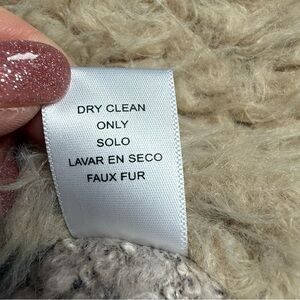 DRY CLEAN
ONLY
SOLO
LAVAR EN SECO
FAUX FUR